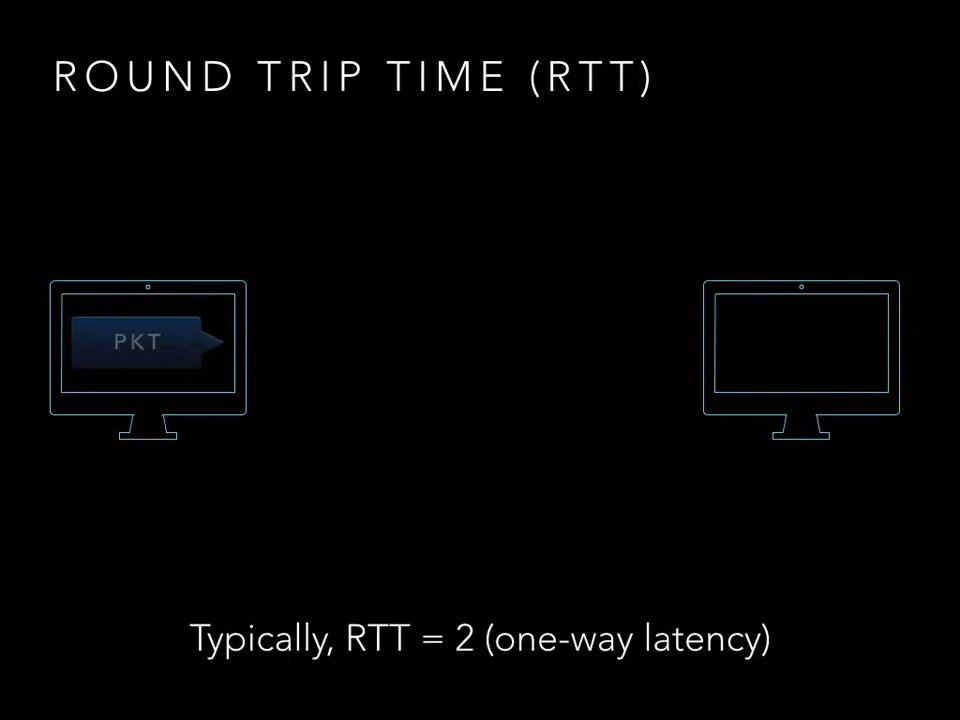 ROUND TRIP TIME (RTT)
PKT
Typically, RTT = 2 (one-way latency)